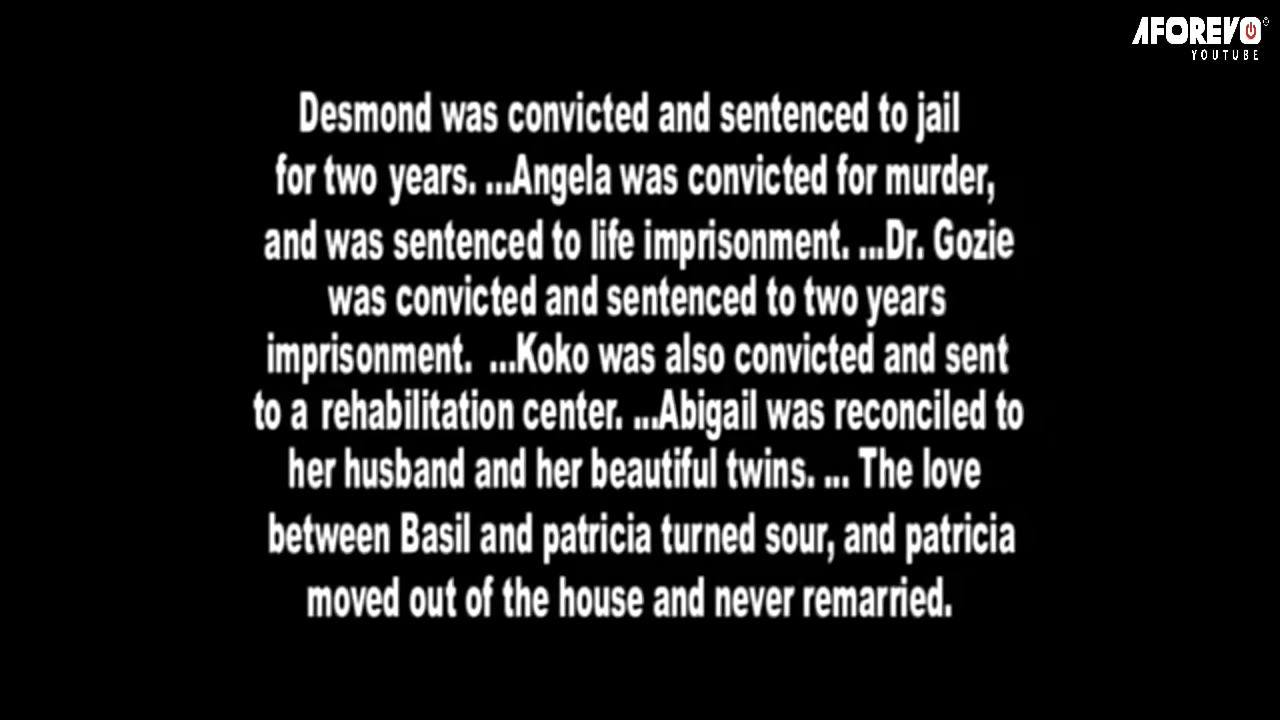 AFOREVO
YOUTUBE
Desmond was convicted and sentenced to jail
for two years. ...Angela was convicted for murder,
and was sentenced to life imprisonment. ...Dr. Gozie
was convicted and sentenced to two years
imprisonment.  ...Koko was also convicted and sent
to a rehabilitation center. ...Abigail was reconciled to
her husband and her beautiful twins. ... The love
between Basil and patricia turned sour, and patricia
moved out of the house and never remarried.